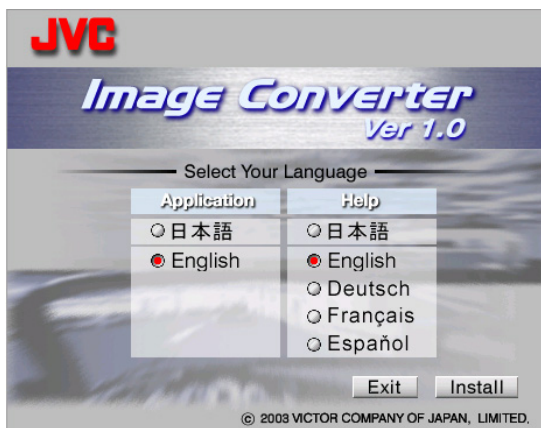 JVC
Image Converter
Ver 1.0
Select Your Language
Application
日本語
English
Help
日本語
English
Deutsch
Français
Español
Exit
Install
© 2003 VICTOR COMPANY OF JAPAN, LIMITED.